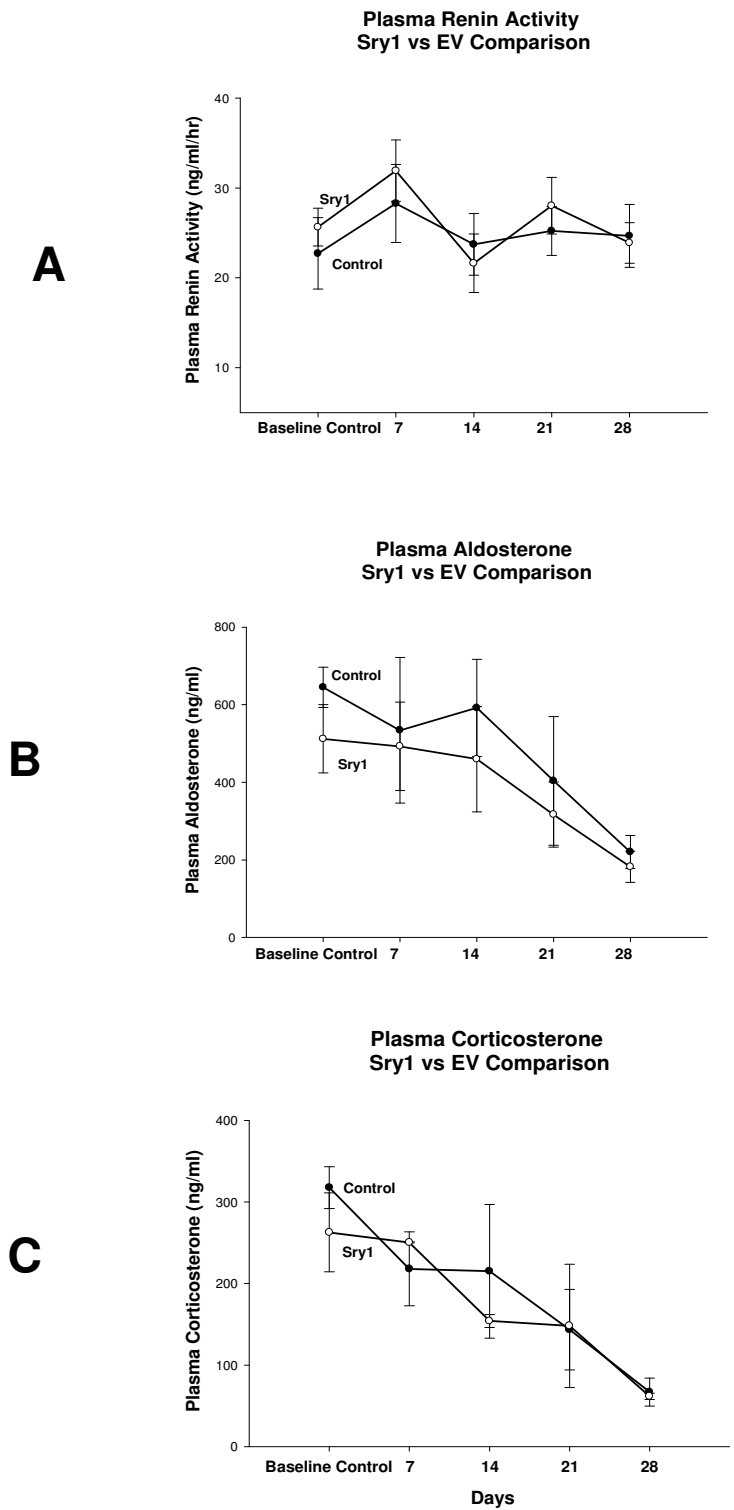 Plasma Renin Activity
Sry1 vs EV Comparison
A
Plasma Renin Activity (ng/ml/hr)
40
30
20
10
Sry1
Control
Baseline Control 7 14 21 28
Plasma Aldosterone
Sry1 vs EV Comparison
B
Plasma Aldosterone (ng/ml)
800
600
400
200
0
Control
Sry1
Baseline Control 7 14 21 28
Plasma Corticosterone
Sry1 vs EV Comparison
C
Plasma Corticosterone (ng/ml)
400
300
200
100
0
Control
Sry1
Baseline Control 7 14 21 28
Days